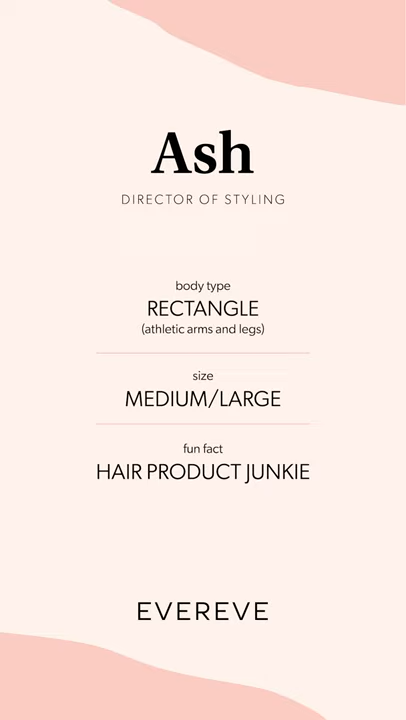 Ash
DIRECTOR OF STYLING
body type
RECTANGLE
(athletic arms and legs)
size
MEDIUM/LARGE
fun fact
HAIR PRODUCT JUNKIE
EVEREVE